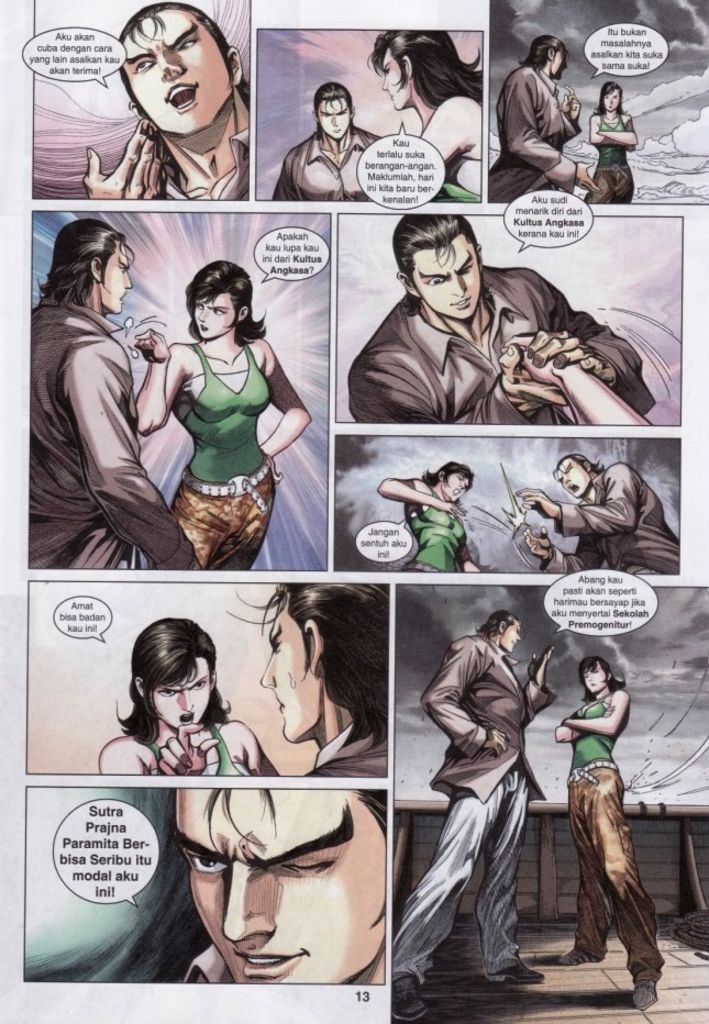 Aku akan
cuba dengan cara
yang lain asalkan kau
akan terima!
Kau
terlalu suka
berangan-angan.
Maklumlah, hari
ini kita baru ber-
kenalan!
Itu bukan
masalahnya
asalkan kita suka
sama suka!
Apakah
kau lupa kau
ini dari Kultus
Angkasa?
Aku sudah
menarik diri dari
Kultus Angkasa
kerana kau ini!
Jangan
sentuh aku
ini!
Amat
bisa badan
kau ini!
Abang kau
pasti akan seperti
harimau bersayap jika
aku menyertai Sekolah
Premogenitur!
Sutra
Prajna
Paramita Ber-
bisa Seribu itu
modal aku
ini!
13